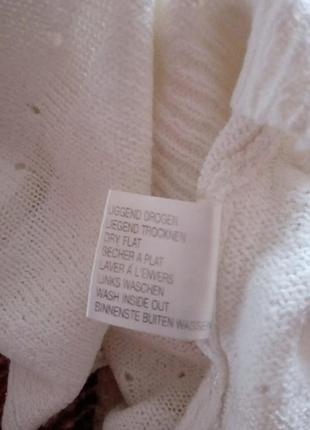 LIGGEND DROGEN
LIEGEND TROCKNEN
DRY FLAT
SECHER A PLAT
LAVER A L'ENVERS
LINKS WASCHEN
WASH INSIDE OUT
BINNENSTE BUITEN WASSEN